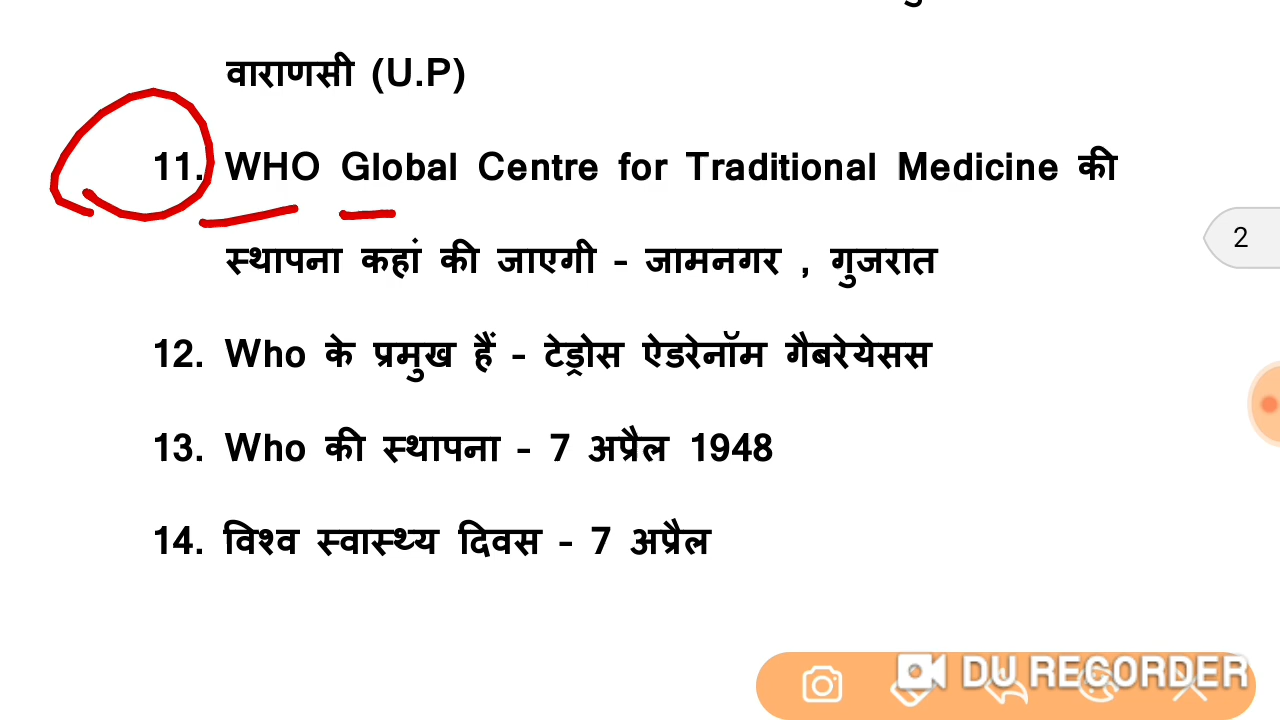 वाराणसी (U.P)
11. WHO Global Centre for Traditional Medicine की
स्थापना कहां की जाएगी - जामनगर , गुजरात
2
12. Who के प्रमुख हैं - टेड्रोस ऐडरेनॉम गैबरेयेसस
13. Who की स्थापना - 7 अप्रैल 1948
14. विश्व स्वास्थ्य दिवस - 7 अप्रैल
DU RECORDER